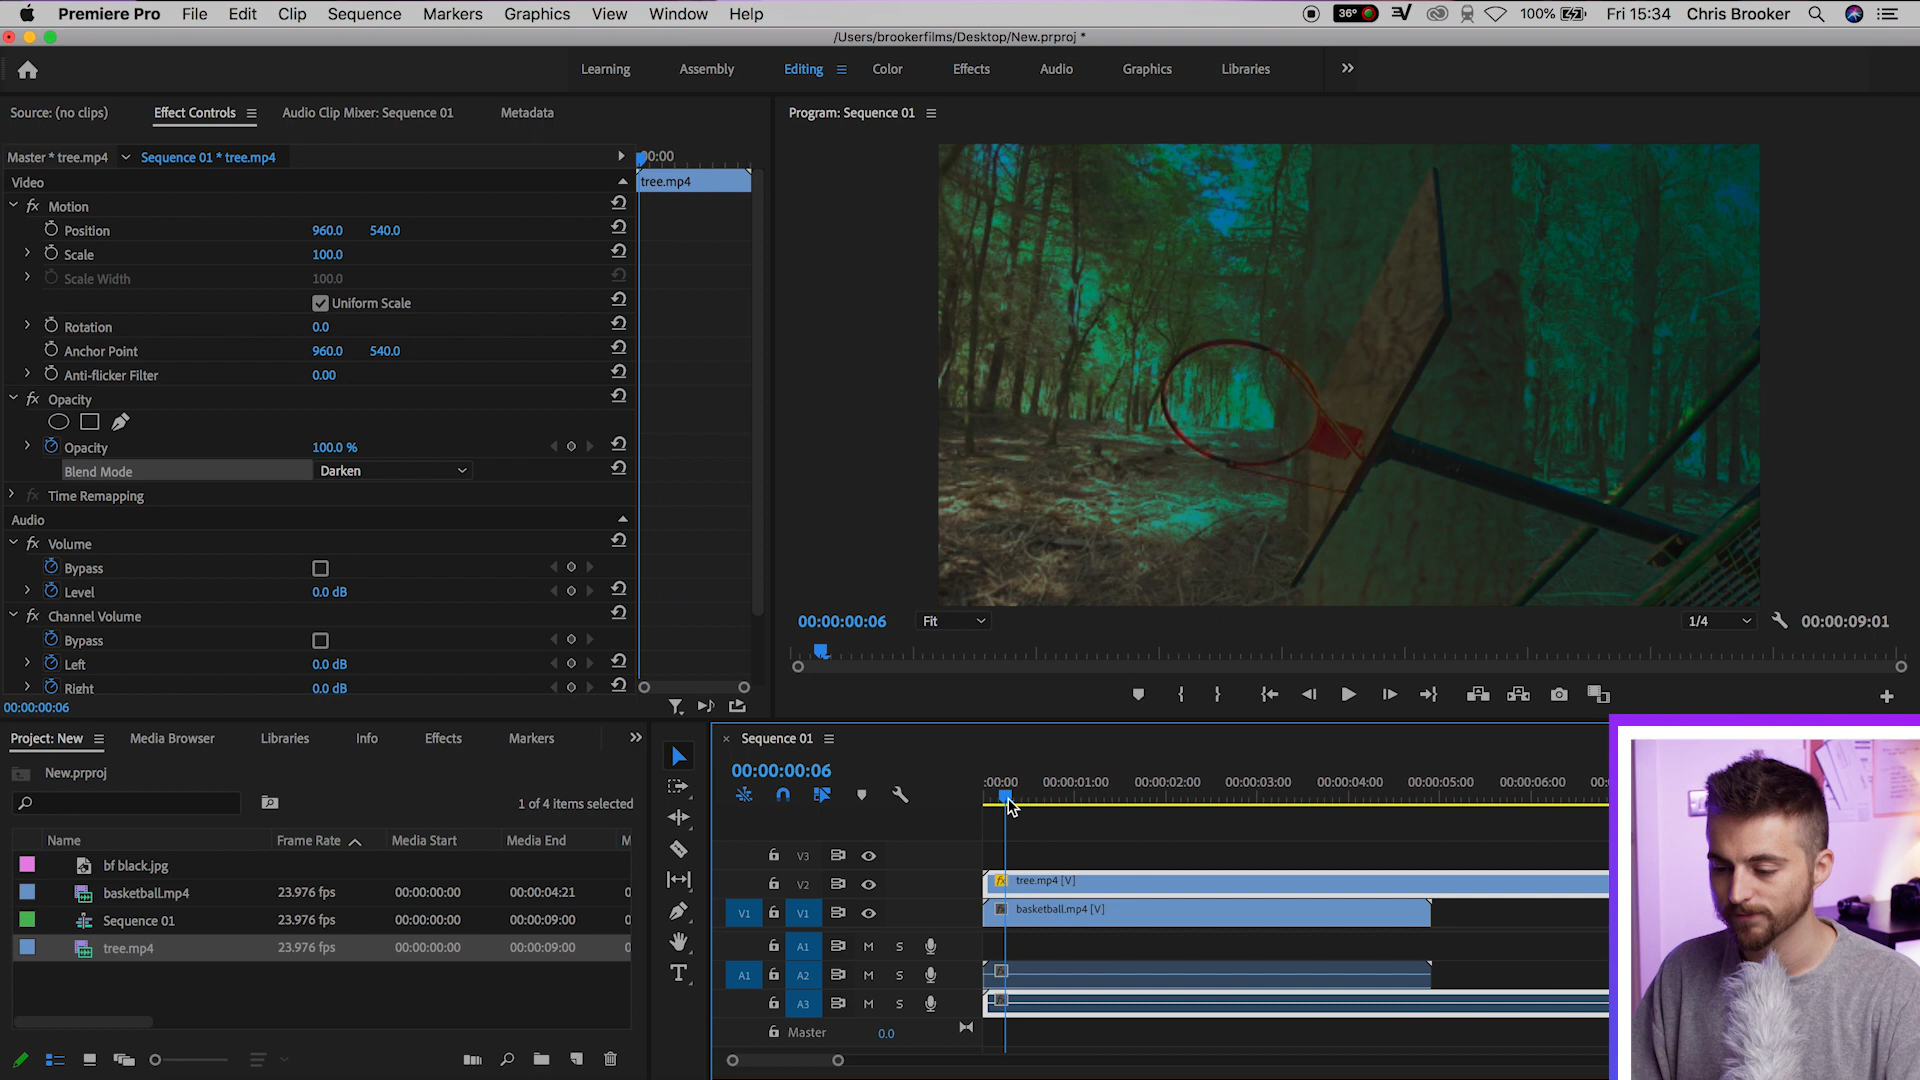 Premiere Pro File Edit Clip Sequence Markers Graphics View Window Help 36° 100% Fri 15:34 Chris Brooker
/Users/brookerfilms/Desktop/New.prproj *
Learning Assembly Editing Color Effects Audio Graphics Libraries
Source: (no clips) Effect Controls Audio Clip Mixer: Sequence 01 Metadata
Program: Sequence 01
Master * tree.mp4 Sequence 01 * tree.mp4
:00:00
Video
tree.mp4
Motion
Position 960.0 540.0
Scale 100.0
Scale Width 100.0
Uniform Scale
Rotation 0.0
Anchor Point 960.0 540.0
Anti-flicker Filter 0.00
Opacity
Opacity 100.0 %
Blend Mode Darken
Time Remapping
Audio
Volume
Bypass
Level 0.0 dB
Channel Volume
Bypass
Left 0.0 dB
Right 0.0 dB
00:00:00:06
00:00:00:06 Fit 1/4 00:00:09:01
Project: New Media Browser Libraries Info Effects Markers
New.prproj
1 of 4 items selected
Name Frame Rate Media Start Media End M
bf black.jpg
basketball.mp4 23.976 fps 00:00:00:00 00:00:04:21 0
Sequence 01 23.976 fps 00:00:00:00 00:00:09:00 0
tree.mp4 23.976 fps 00:00:00:00 00:00:09:00 0
Sequence 01
00:00:00:06
:00:00 00:00:01:00 00:00:02:00 00:00:03:00 00:00:04:00 00:00:05:00 00:00:06:00 00:
V3
V2 fx tree.mp4 [V]
V1 V1 basketball.mp4 [V]
A1 M S
A1 A2 M S
A3 M S
Master 0.0